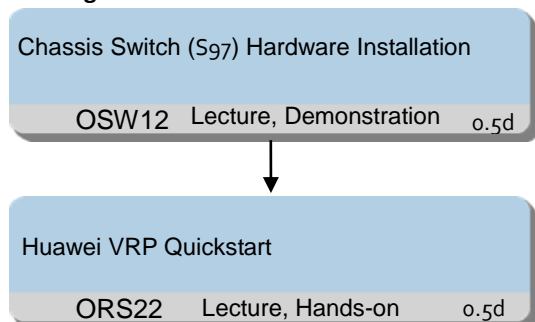 Chassis Switch (S97) Hardware Installation
OSW12 Lecture, Demonstration 0.5d
Huawei VRP Quickstart
ORS22 Lecture, Hands-on 0.5d